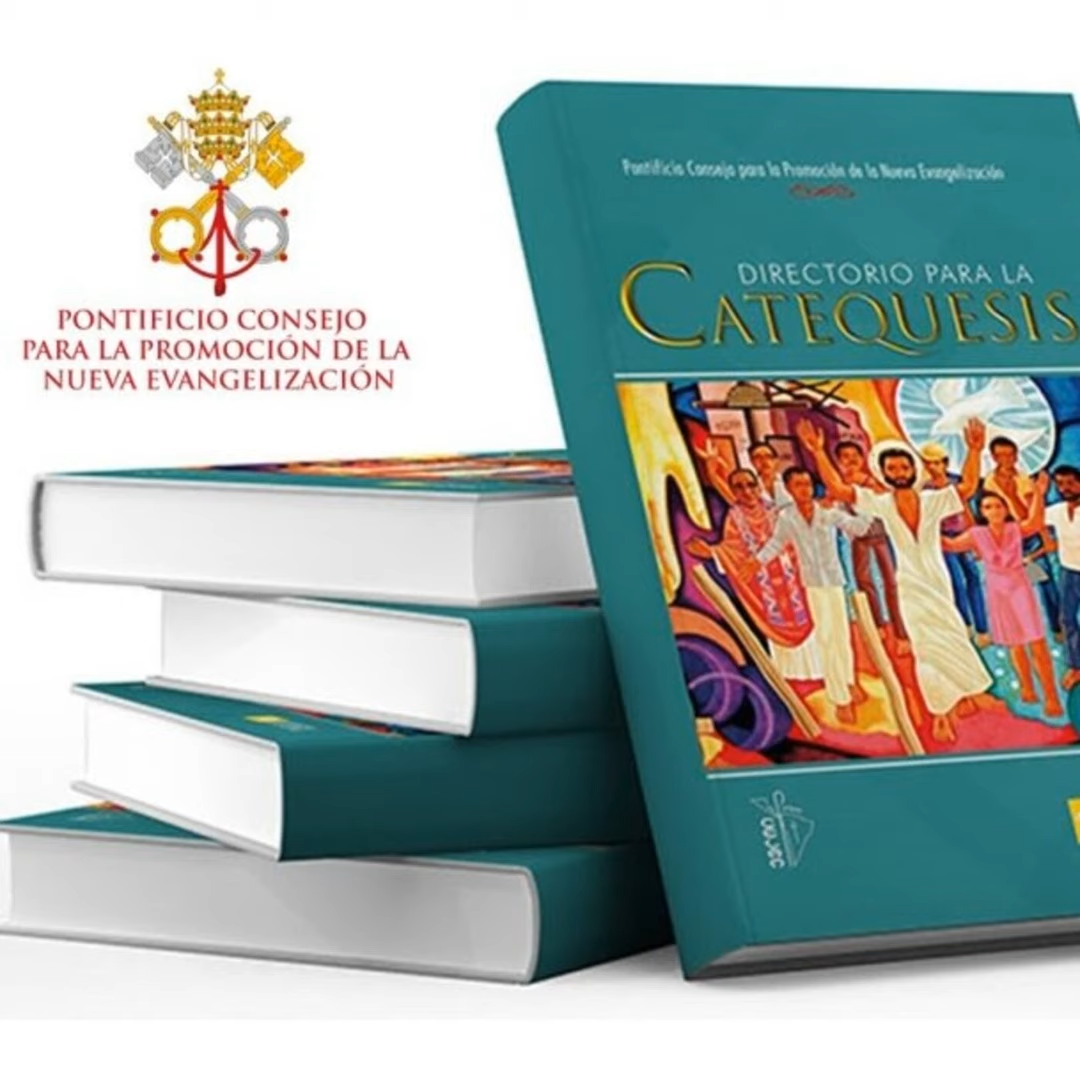 PONTIFICIO CONSEJO
PARA LA PROMOCIÓN DE LA
NUEVA EVANGELIZACIÓN
Pontificio Consejo para la Promoción de la Nueva Evangelización
DIRECTORIO PARA LA
CATEQUESIS